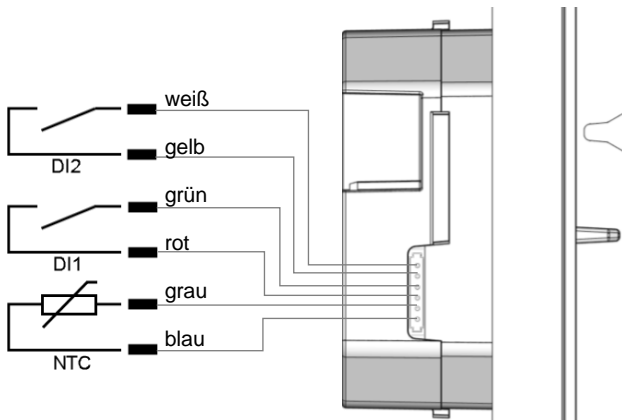 weiß
gelb
DI2
grün
rot
DI1
grau
blau
NTC